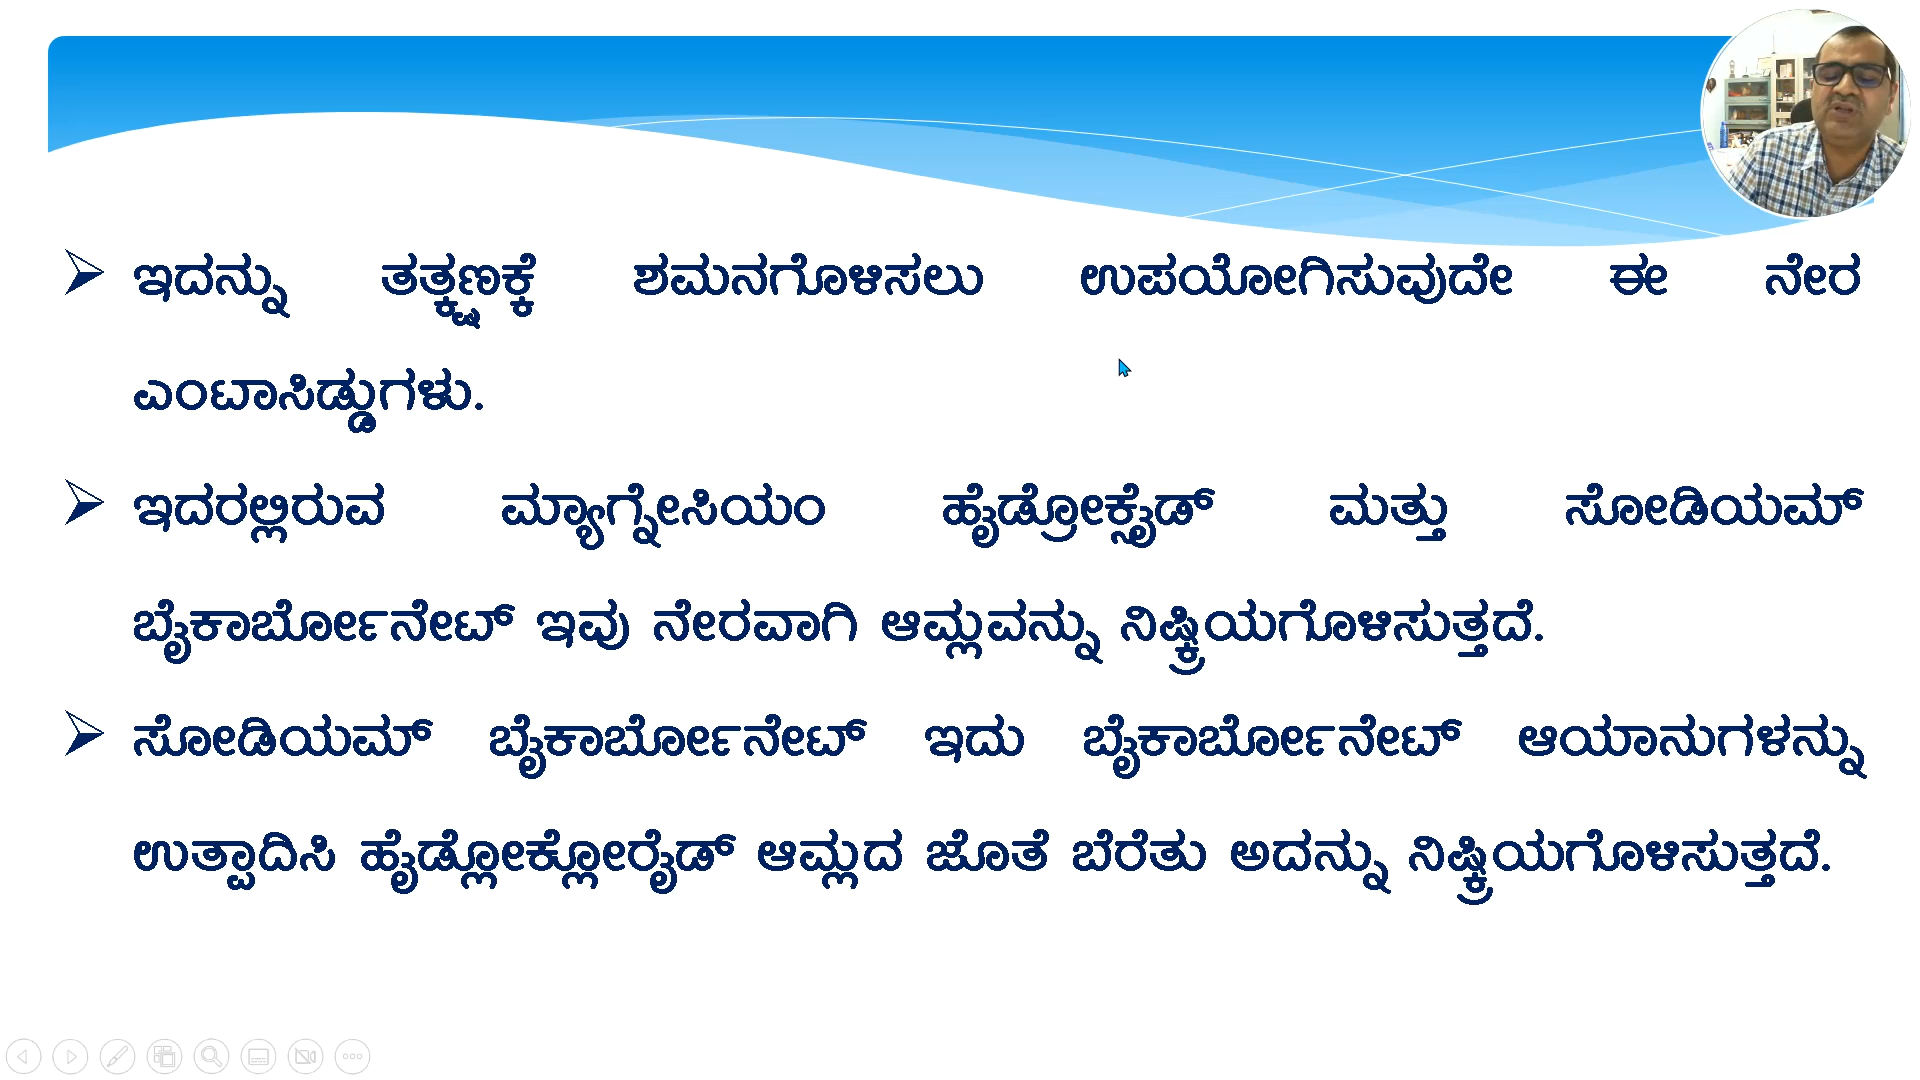 ಇದನ್ನು ತತ್ಕ್ಷಣಕ್ಕೆ ಶಮನಗೊಳಿಸಲು ಉಪಯೋಗಿಸುವುದೇ ಈ ನೇರ
ಎಂಟಾಸಿಡ್ಡುಗಳು.
ಇದರಲ್ಲಿರುವ ಮ್ಯಾಗ್ನೇಸಿಯಂ ಹೈಡ್ರೋಕ್ಸೈಡ್ ಮತ್ತು ಸೋಡಿಯಮ್
ಬೈಕಾರ್ಬೋನೇಟ್ ಇವು ನೇರವಾಗಿ ಆಮ್ಲವನ್ನು ನಿಷ್ಕ್ರಿಯಗೊಳಿಸುತ್ತದೆ.
ಸೋಡಿಯಮ್ ಬೈಕಾರ್ಬೋನೇಟ್ ಇದು ಬೈಕಾರ್ಬೋನೇಟ್ ಆಯಾನುಗಳನ್ನು
ಉತ್ಪಾದಿಸಿ ಹೈಡ್ಲೋಕ್ಲೋರೈಡ್ ಆಮ್ಲದ ಜೊತೆ ಬೆರೆತು ಅದನ್ನು ನಿಷ್ಕ್ರಿಯಗೊಳಿಸುತ್ತದೆ.